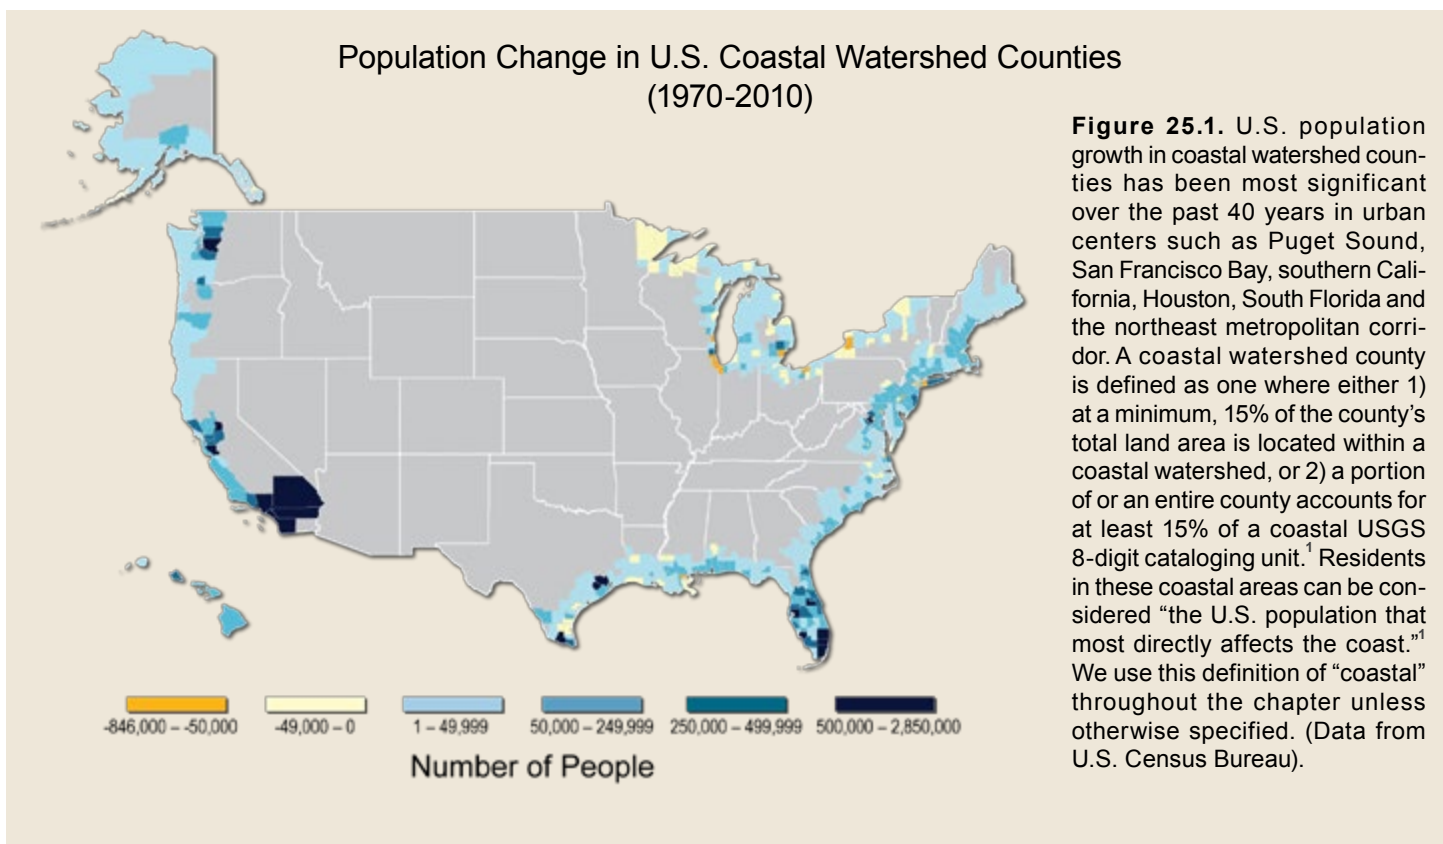 Population Change in U.S. Coastal Watershed Counties
(1970-2010)
Figure 25.1. U.S. population
growth in coastal watershed coun-
ties has been most significant
over the past 40 years in urban
centers such as Puget Sound,
San Francisco Bay, southern Cali-
fornia, Houston, South Florida and
the northeast metropolitan corri-
dor. A coastal watershed county
is defined as one where either 1)
at a minimum, 15% of the county’s
total land area is located within a
coastal watershed, or 2) a portion
of or an entire county accounts for
at least 15% of a coastal USGS
8-digit cataloging unit.1 Residents
in these coastal areas can be con-
sidered “the U.S. population that
most directly affects the coast.”1
We use this definition of “coastal”
throughout the chapter unless
otherwise specified. (Data from
U.S. Census Bureau).
-846,000 – -50,000 -49,000 – 0 1 – 49,999 50,000 – 249,999 250,000 – 499,999 500,000 – 2,850,000
Number of People